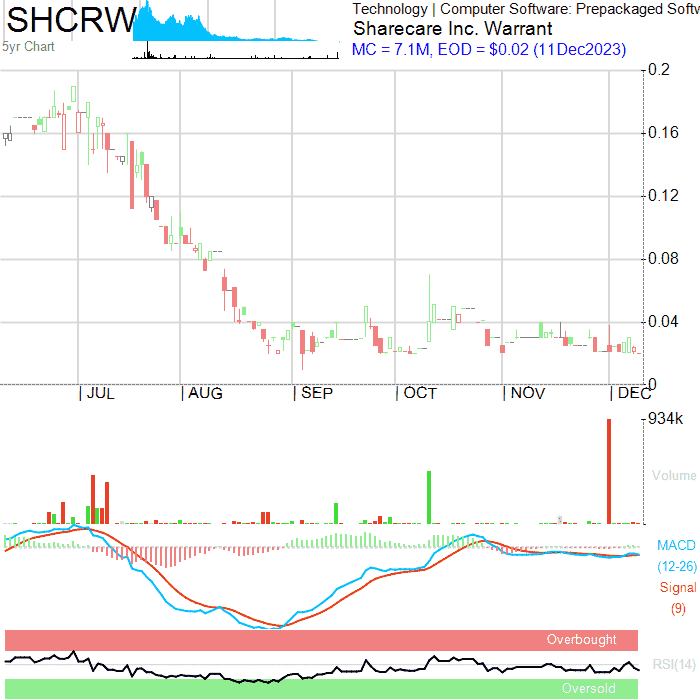 SHCRW
5yr Chart
Technology | Computer Software: Prepackaged Softw
Sharecare Inc. Warrant
MC = 7.1M, EOD = $0.02 (11Dec2023)
0.2
0.16
0.12
0.08
0.04
0
| JUL | AUG | SEP | OCT | NOV | DEC
934k
Volume
MACD
(12-26)
Signal
(9)
Overbought
RSI(14)
Oversold